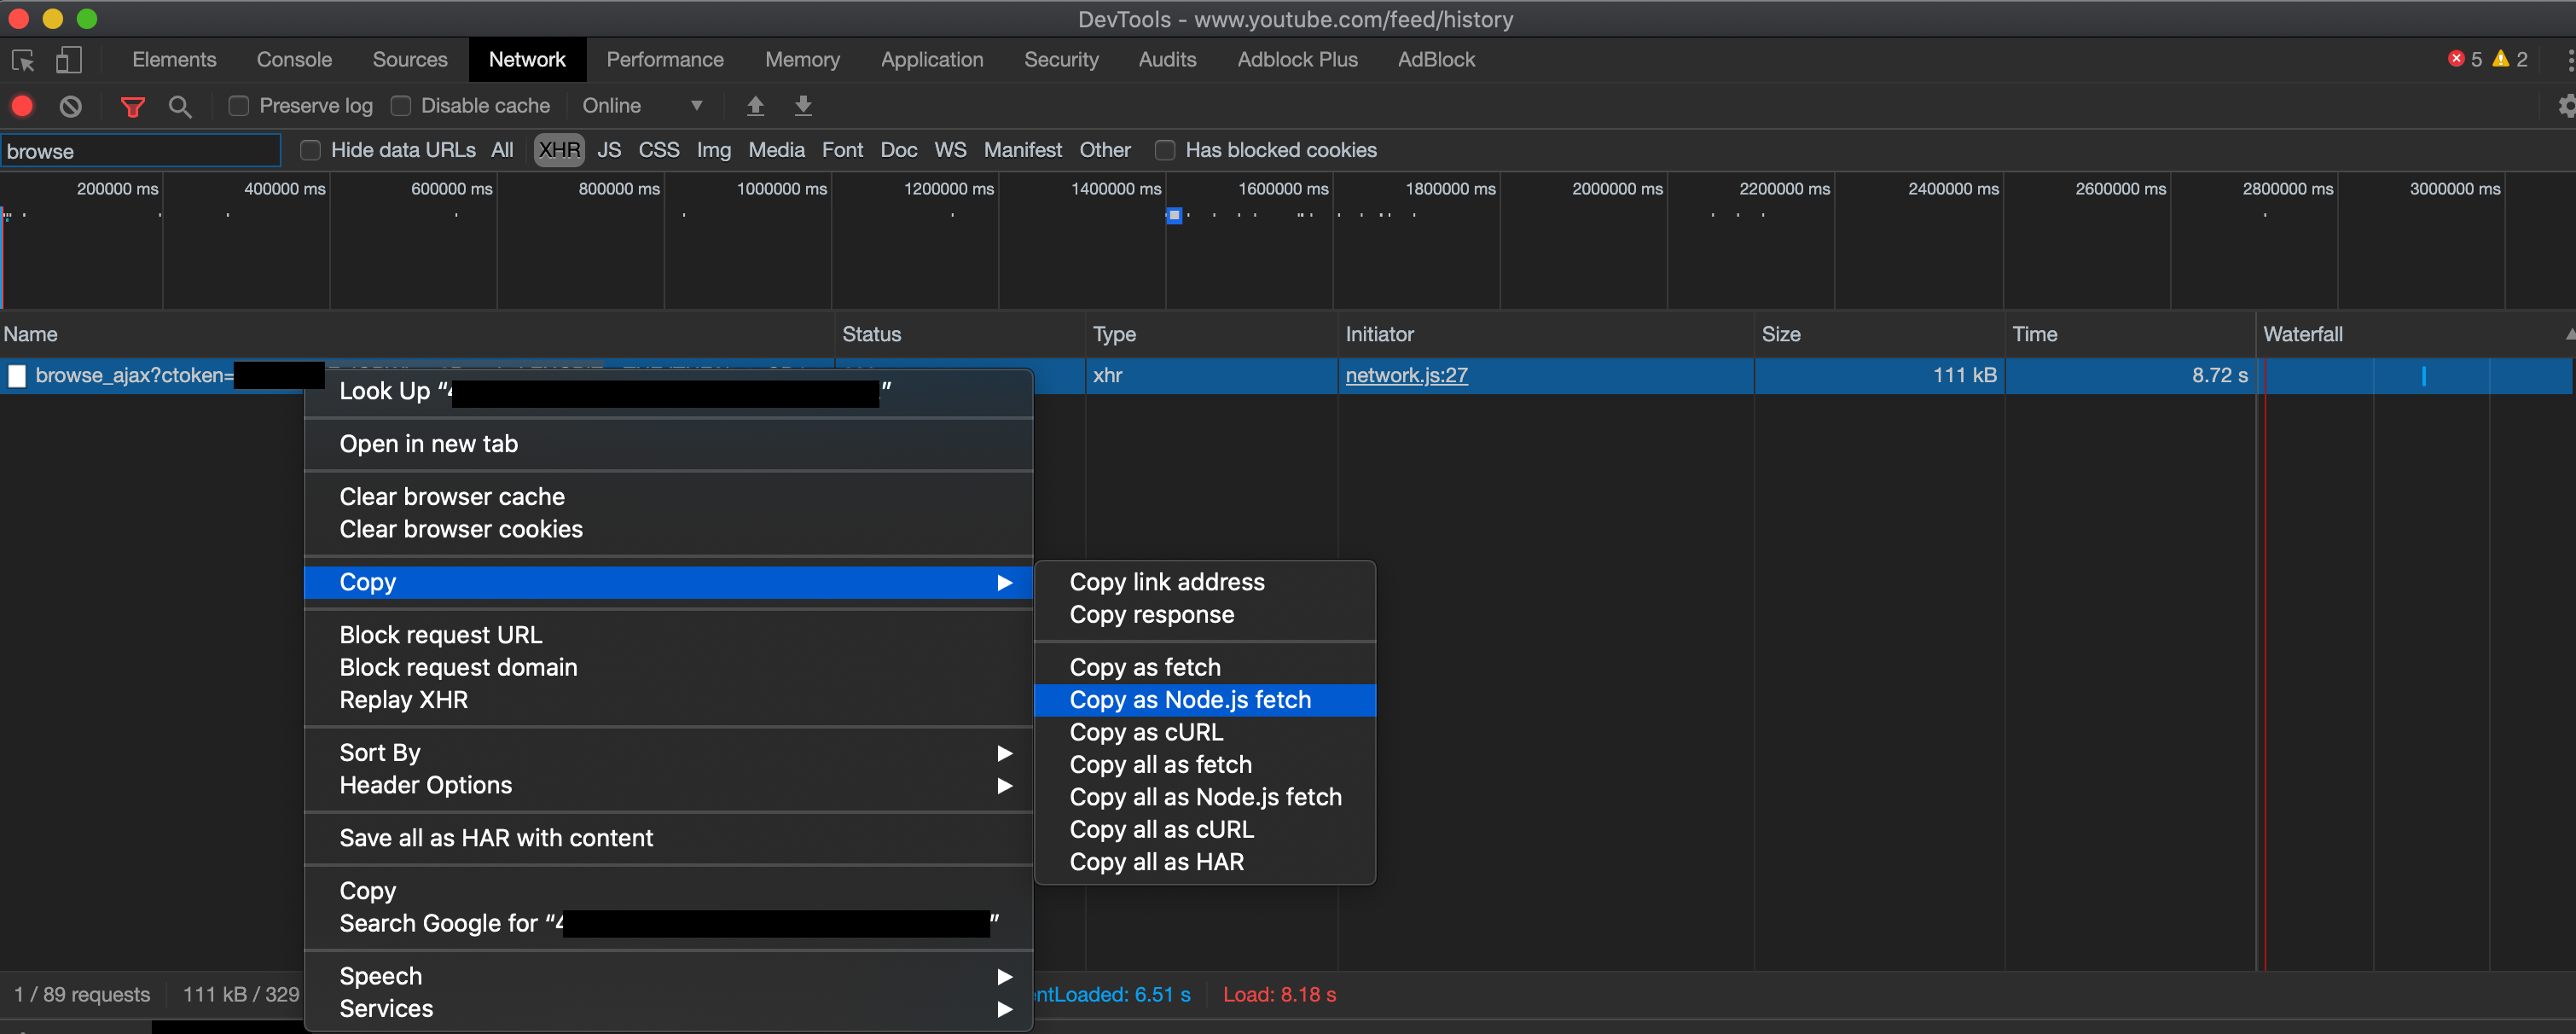 DevTools - www.youtube.com/feed/history
Elements Console Sources Network Performance Memory Application Security Audits Adblock Plus AdBlock 5 2
Preserve log Disable cache Online
browse Hide data URLs All XHR JS CSS Img Media Font Doc WS Manifest Other Has blocked cookies
200000 ms 400000 ms 600000 ms 800000 ms 1000000 ms 1200000 ms 1400000 ms 1600000 ms 1800000 ms 2000000 ms 2200000 ms 2400000 ms 2600000 ms 2800000 ms 3000000 ms
Name Status Type Initiator Size Time Waterfall
browse_ajax?ctoken= xhr network.js:27 111 kB 8.72 s
Look Up “ ”
Open in new tab
Clear browser cache
Clear browser cookies
Copy
Block request URL
Block request domain
Replay XHR
Sort By
Header Options
Save all as HAR with content
Copy
Search Google for “ ”
Speech
Services
Copy link address
Copy response
Copy as fetch
Copy as Node.js fetch
Copy as cURL
Copy all as fetch
Copy all as Node.js fetch
Copy all as cURL
Copy all as HAR
1 / 89 requests 111 kB / 329 entLoaded: 6.51 s Load: 8.18 s